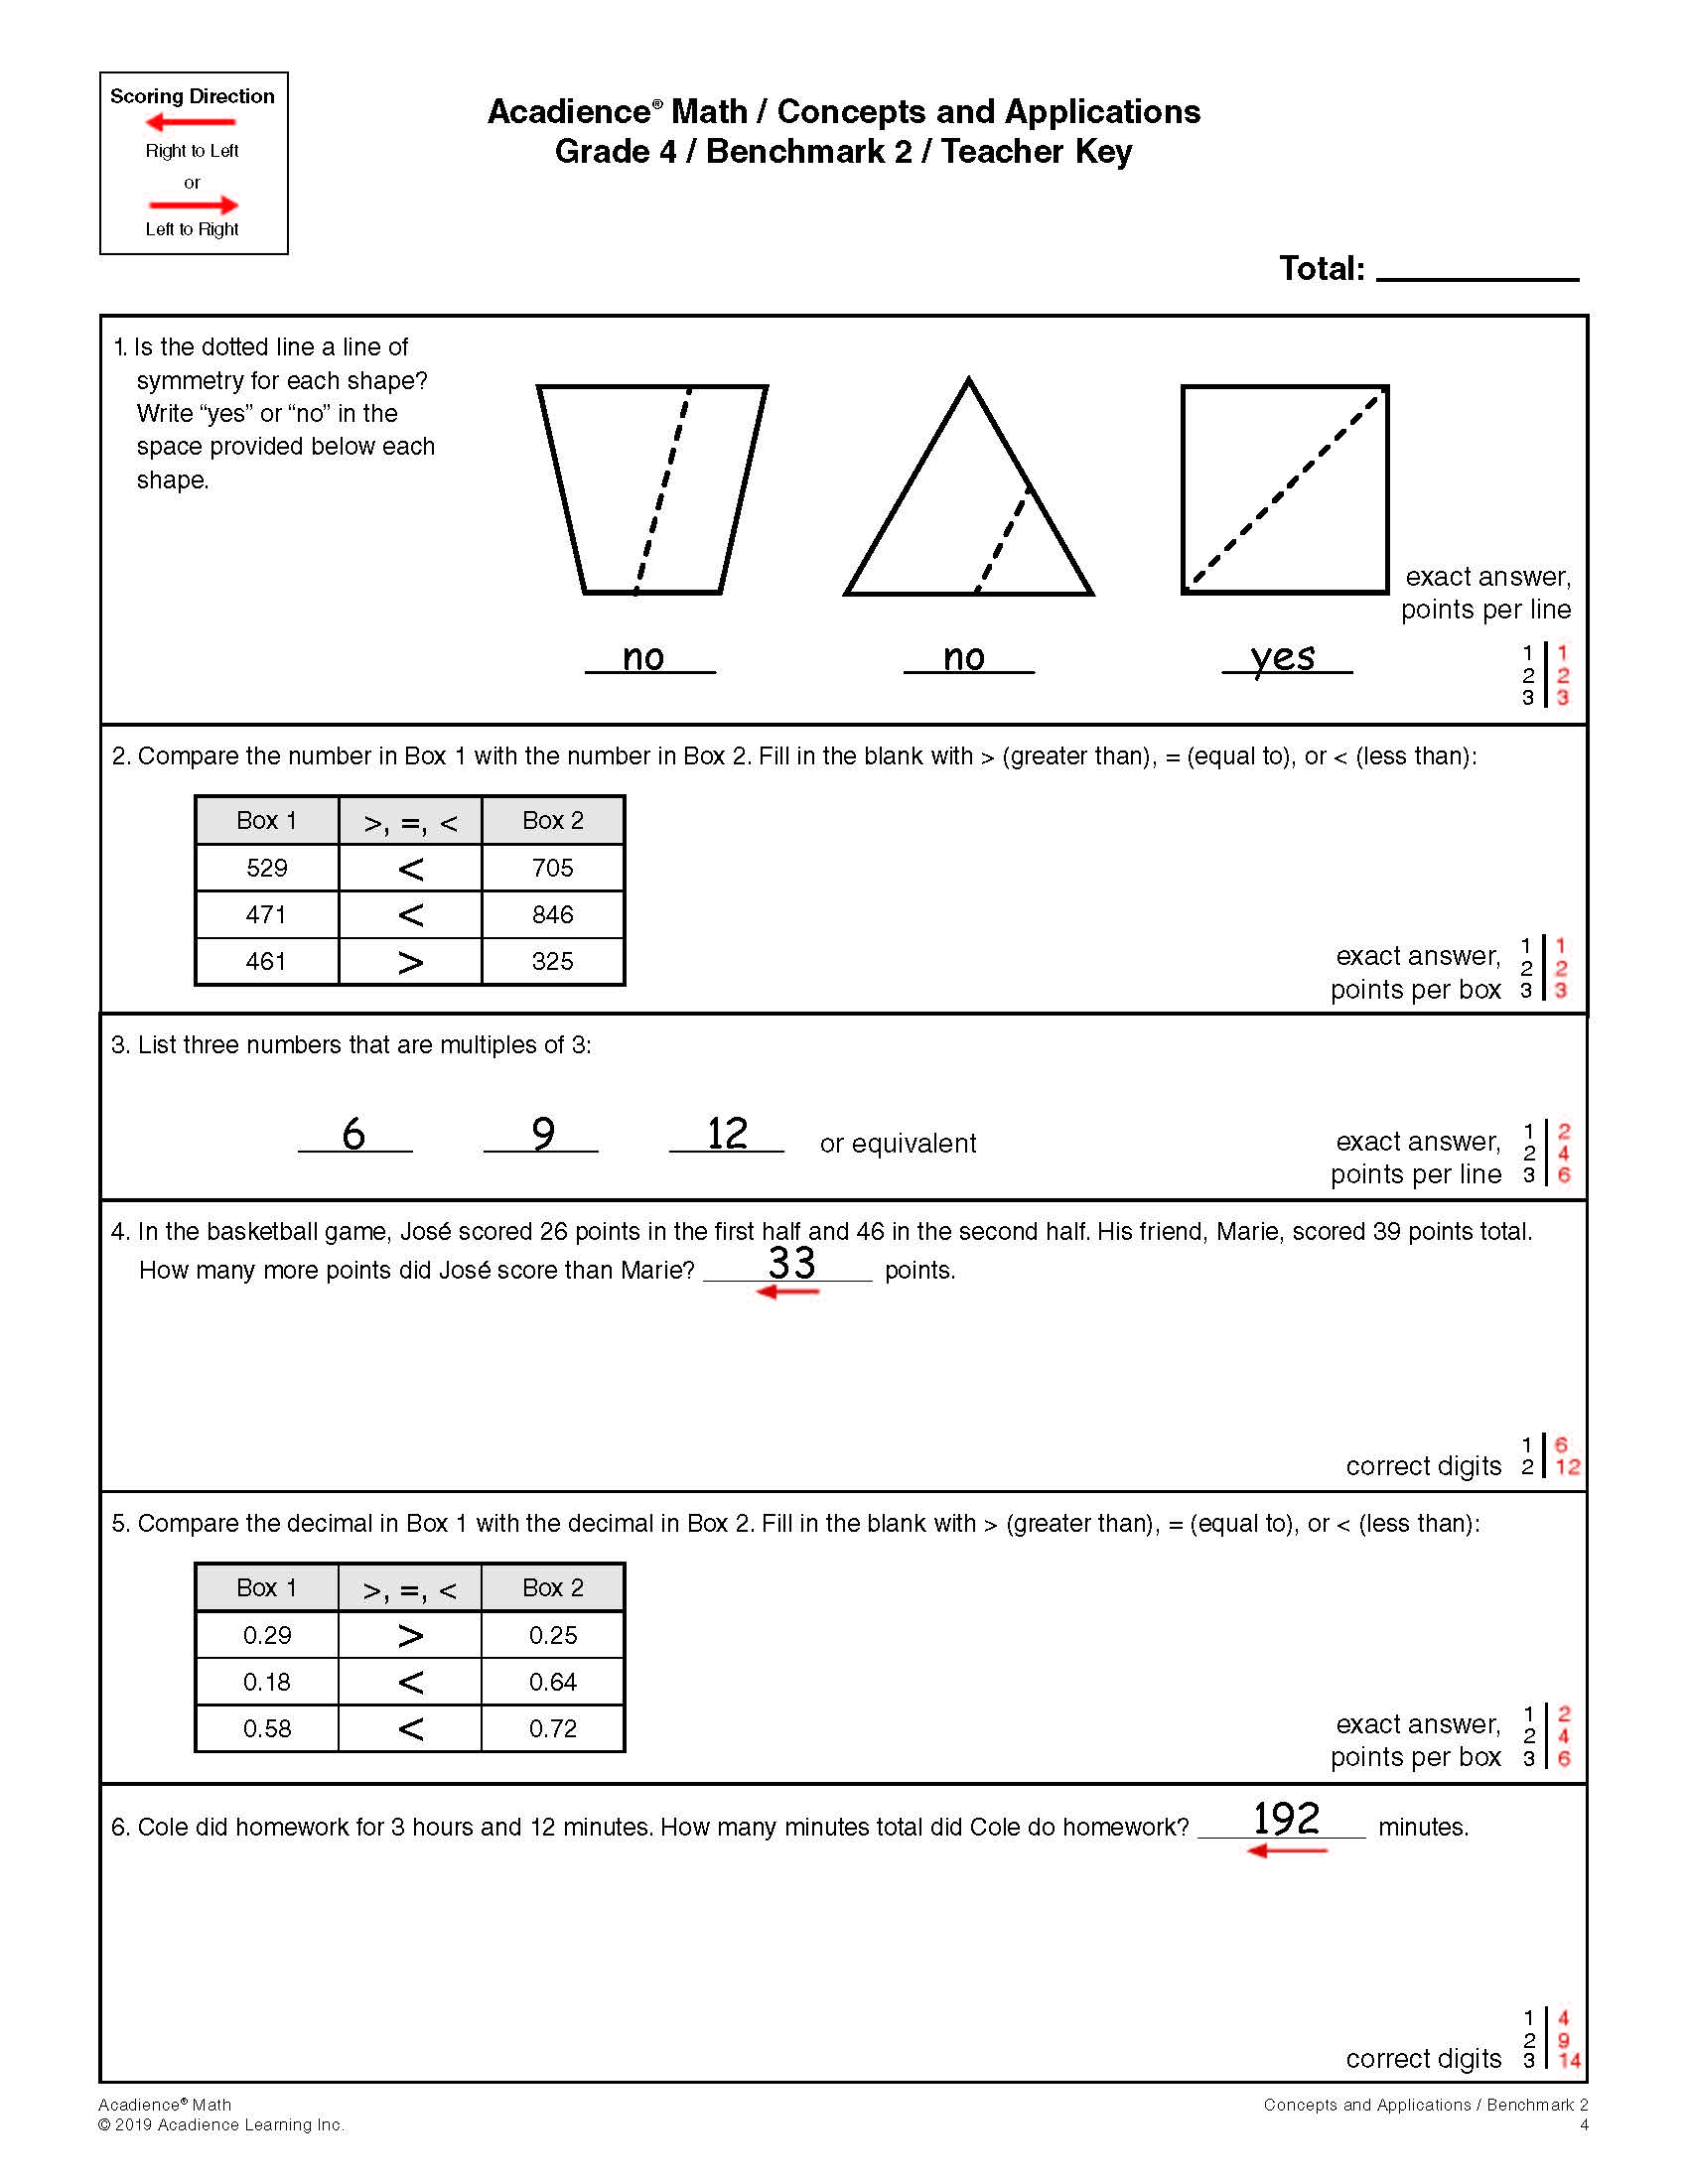 Scoring Direction
Right to Left
or
Left to Right
Acadience® Math / Concepts and Applications
Grade 4 / Benchmark 2 / Teacher Key
Total:
1. Is the dotted line a line of
symmetry for each shape?
Write “yes” or “no” in the
space provided below each
shape.
exact answer,
points per line
no no yes
1 1
2 2
3 3
2. Compare the number in Box 1 with the number in Box 2. Fill in the blank with > (greater than), = (equal to), or < (less than):
Box 1 >, =, < Box 2
529 < 705
471 < 846
461 > 325
exact answer,
points per box
1 1
2 2
3 3
3. List three numbers that are multiples of 3:
6 9 12 or equivalent
exact answer,
points per line
1 2
2 4
3 6
4. In the basketball game, José scored 26 points in the first half and 46 in the second half. His friend, Marie, scored 39 points total.
How many more points did José score than Marie? 33 points.
correct digits
1 6
2 12
5. Compare the decimal in Box 1 with the decimal in Box 2. Fill in the blank with > (greater than), = (equal to), or < (less than):
Box 1 >, =, < Box 2
0.29 > 0.25
0.18 < 0.64
0.58 < 0.72
exact answer,
points per box
1 2
2 4
3 6
6. Cole did homework for 3 hours and 12 minutes. How many minutes total did Cole do homework? 192 minutes.
correct digits
1 4
2 9
3 14
Acadience® Math
© 2019 Acadience Learning Inc.
Concepts and Applications / Benchmark 2
4